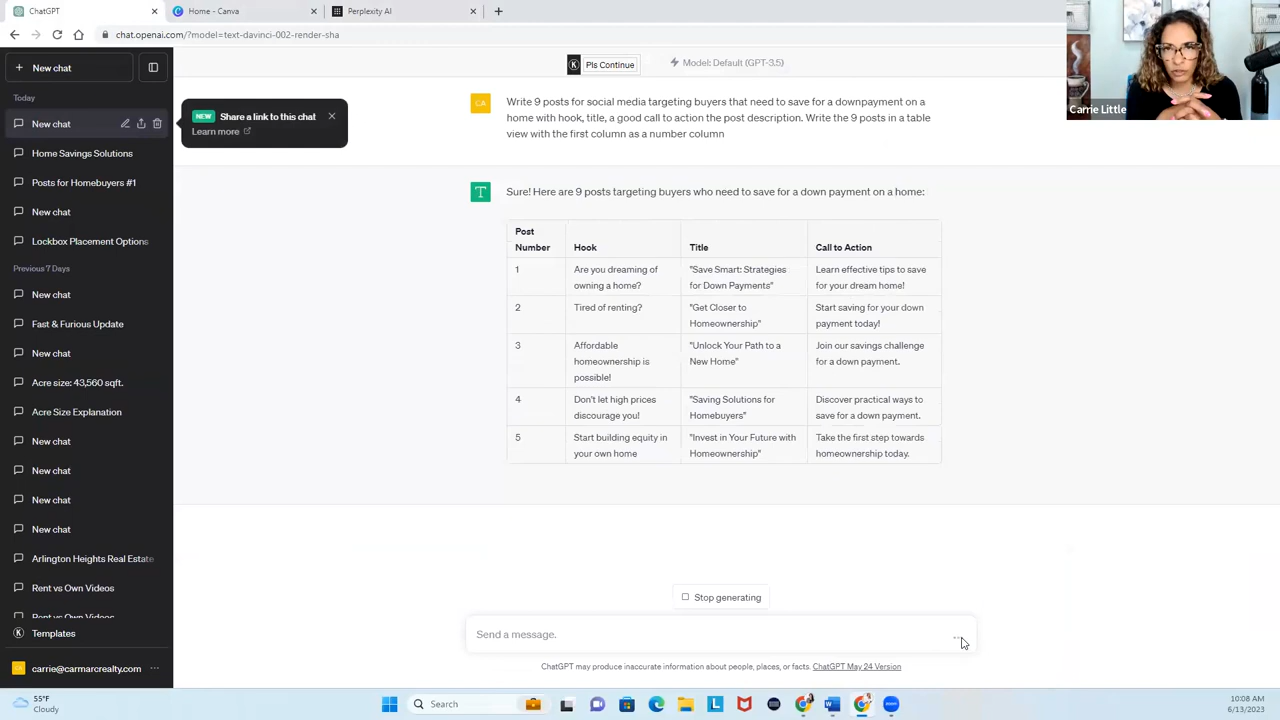 ChatGPT
Home - Canva
Perplexity AI
chat.openai.com/?model=text-davinci-002-render-sha
New chat
Pls Continue
Model: Default (GPT-3.5)
Carrie Little
Today
New chat
Home Savings Solutions
Posts for Homebuyers #1
New chat
Lockbox Placement Options
Previous 7 Days
New chat
Fast & Furious Update
New chat
Acre size: 43,560 sqft.
Acre Size Explanation
New chat
New chat
New chat
New chat
Arlington Heights Real Estate
Rent vs Own Videos
Rent vs Own Videos
Templates
carrie@carmarcrealty.com
NEW
Share a link to this chat
Learn more
CA
Write 9 posts for social media targeting buyers that need to save for a downpayment on a
home with hook, title, a good call to action the post description. Write the 9 posts in a table
view with the first column as a number column
Sure! Here are 9 posts targeting buyers who need to save for a down payment on a home:
Post
Number
Hook
Title
Call to Action
1
Are you dreaming of
owning a home?
"Save Smart: Strategies
for Down Payments"
Learn effective tips to save
for your dream home!
2
Tired of renting?
"Get Closer to
Homeownership"
Start saving for your down
payment today!
3
Affordable
homeownership is
possible!
"Unlock Your Path to a
New Home"
Join our savings challenge
for a down payment.
4
Don't let high prices
discourage you!
"Saving Solutions for
Homebuyers"
Discover practical ways to
save for a down payment.
5
Start building equity in
your own home
"Invest in Your Future with
Homeownership"
Take the first step towards
homeownership today.
Stop generating
Send a message.
ChatGPT may produce inaccurate information about people, places, or facts. ChatGPT May 24 Version
55°F
Cloudy
Search
10:08 AM
6/13/2023